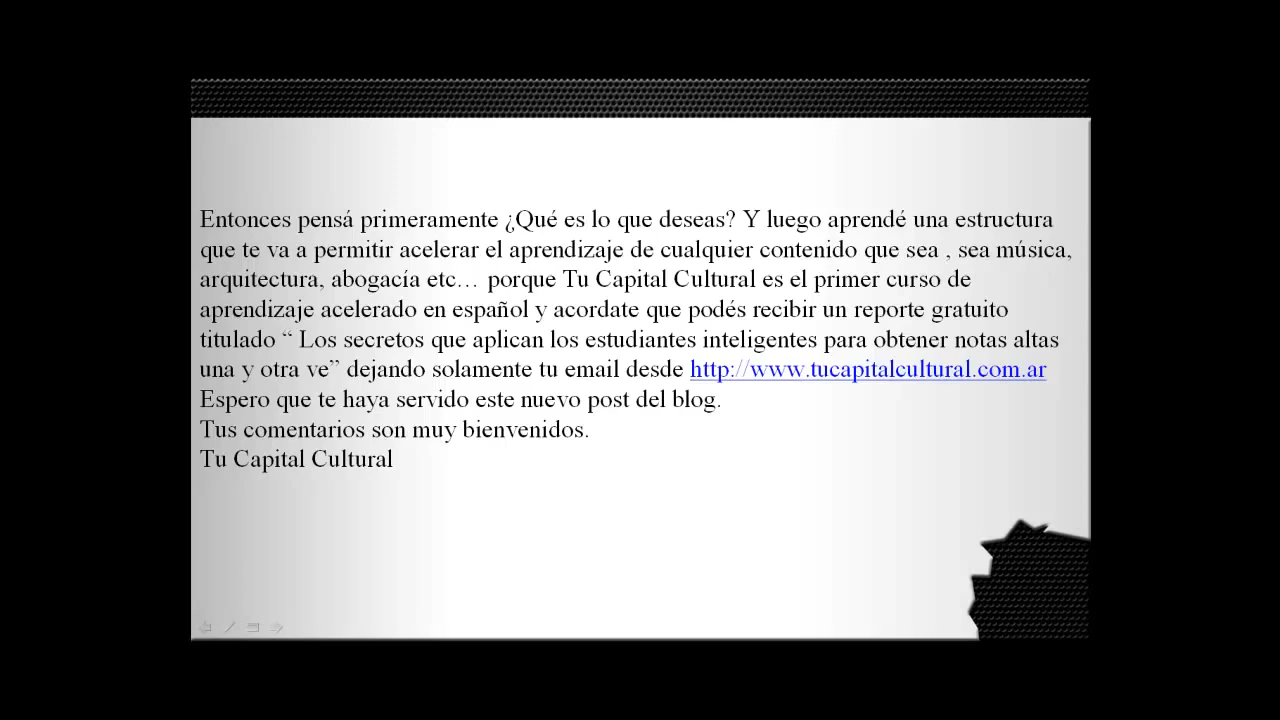 Entonces pensá primeramente ¿Qué es lo que deseas? Y luego aprendé una estructura
que te va a permitir acelerar el aprendizaje de cualquier contenido que sea , sea música,
arquitectura, abogacía etc… porque Tu Capital Cultural es el primer curso de
aprendizaje acelerado en español y acordate que podés recibir un reporte gratuito
titulado “ Los secretos que aplican los estudiantes inteligentes para obtener notas altas
una y otra ve” dejando solamente tu email desde http://www.tucapitalcultural.com.ar
Espero que te haya servido este nuevo post del blog.
Tus comentarios son muy bienvenidos.
Tu Capital Cultural